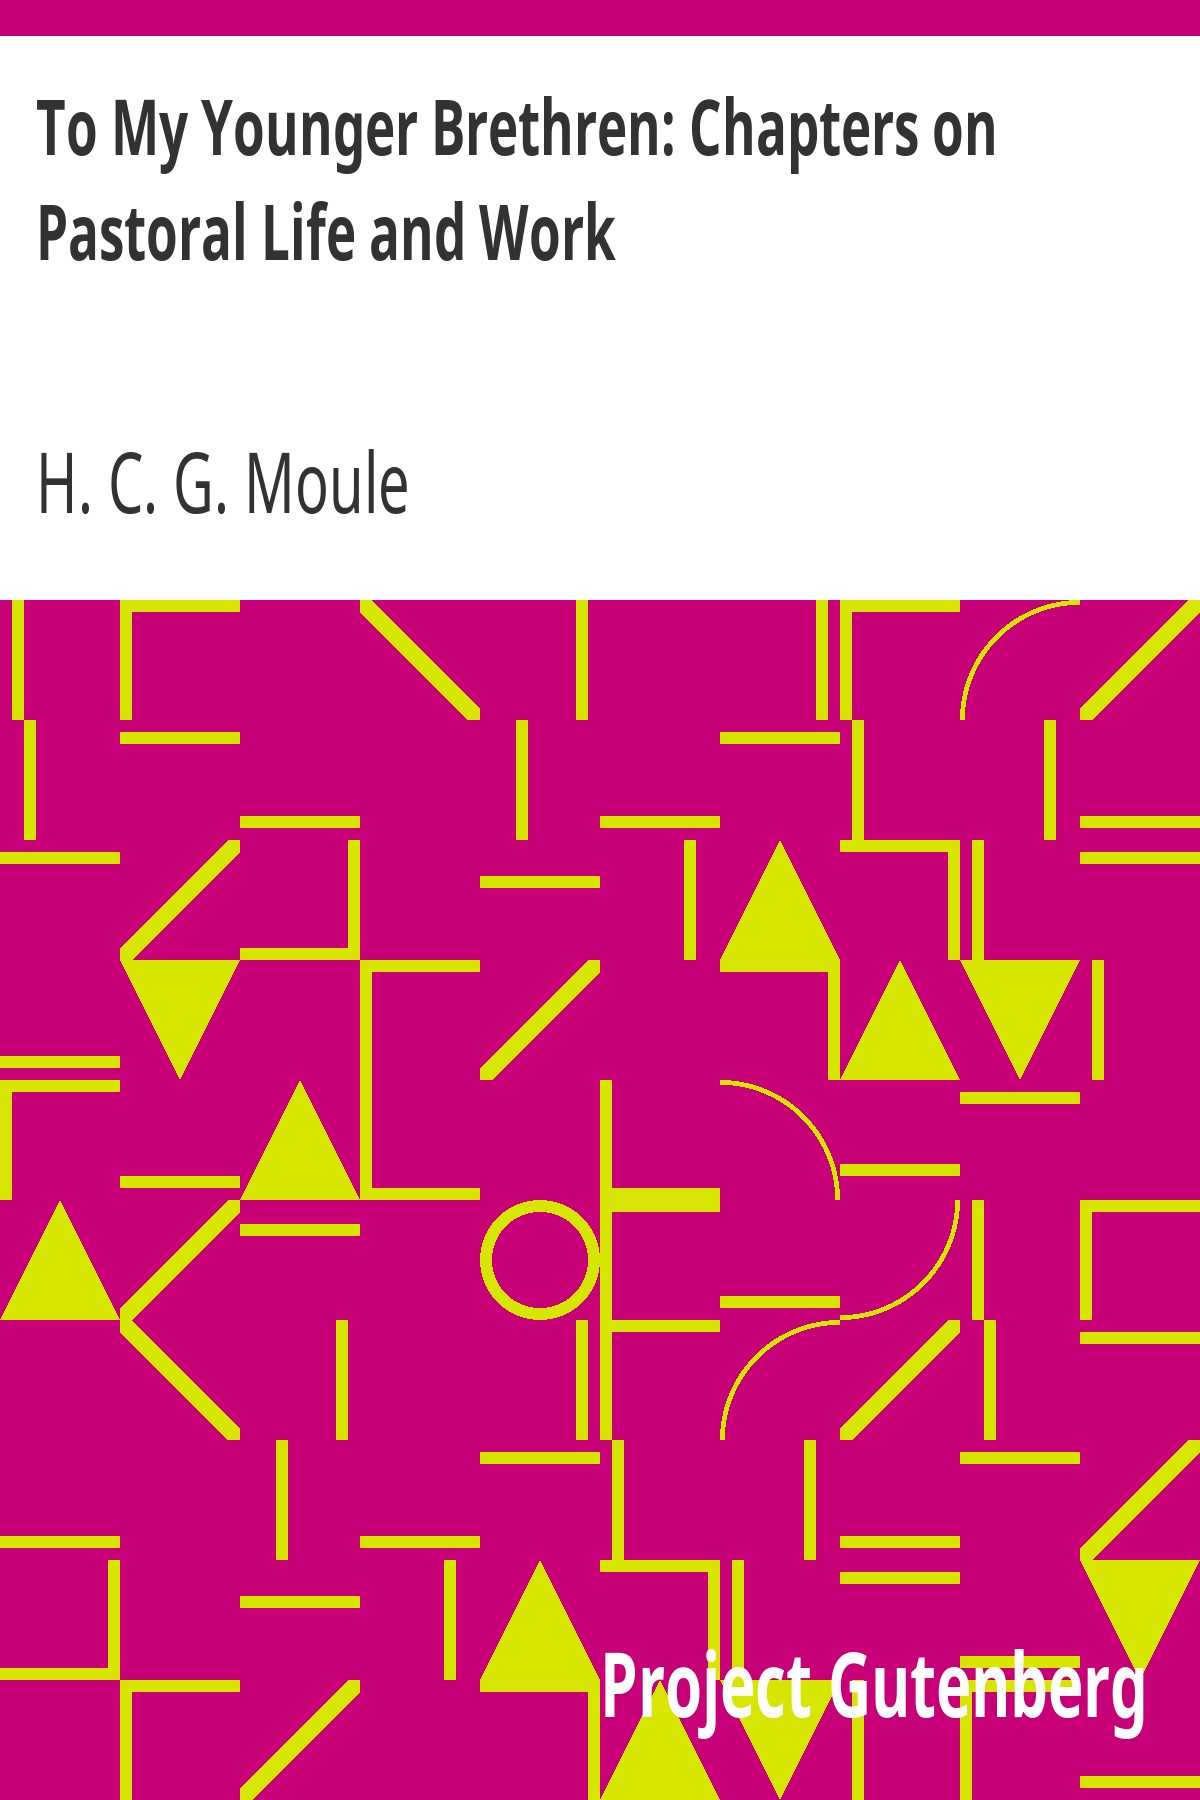 To My Younger Brethren: Chapters on
Pastoral Life and Work
H. C. G. Moule
Project Gutenberg